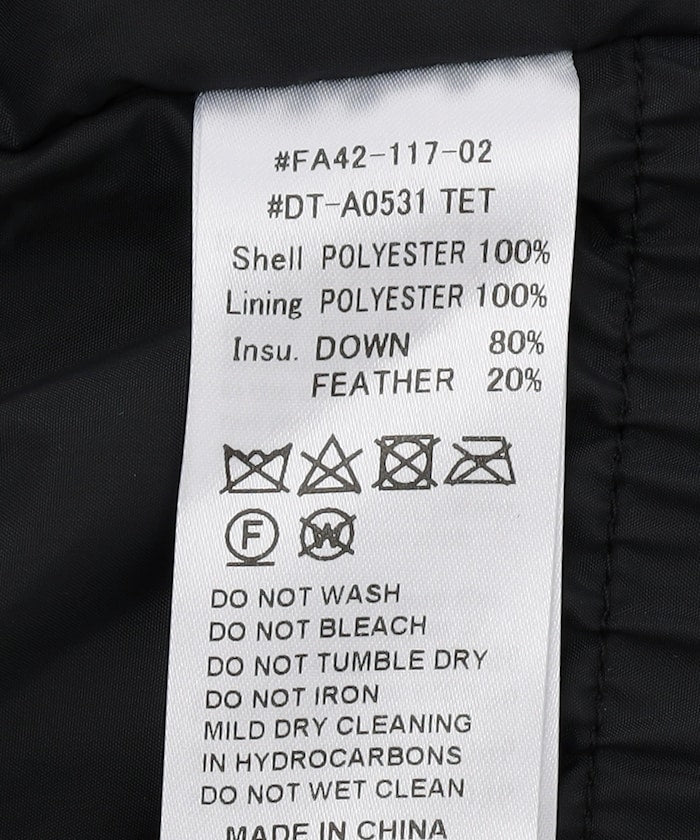 #FA42-117-02
#DT-A0531 TET
Shell POLYESTER 100%
Lining POLYESTER 100%
Insu. DOWN 80%
FEATHER 20%
F W
DO NOT WASH
DO NOT BLEACH
DO NOT TUMBLE DRY
DO NOT IRON
MILD DRY CLEANING
IN HYDROCARBONS
DO NOT WET CLEAN
MADE IN CHINA